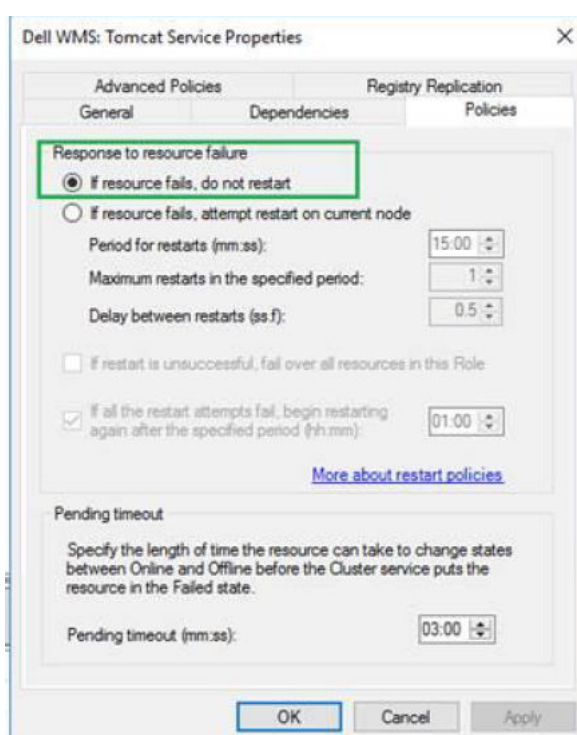 Dell WMS: Tomcat Service Properties
Advanced Policies
Registry Replication
General
Dependencies
Policies
Response to resource failure
If resource fails, do not restart
If resource fails, attempt restart on current node
Period for restarts (mm:ss):
15:00
Maximum restarts in the specified period:
1
Delay between restarts (ss.f):
0.5
If restart is unsuccessful, fail over all resources in this Role
If all the restart attempts fail, begin restarting
again after the specified period (hh:mm):
01:00
More about restart policies
Pending timeout
Specify the length of time the resource can take to change states
between Online and Offline before the Cluster service puts the
resource in the Failed state.
Pending timeout (mm:ss):
03:00
OK
Cancel
Apply